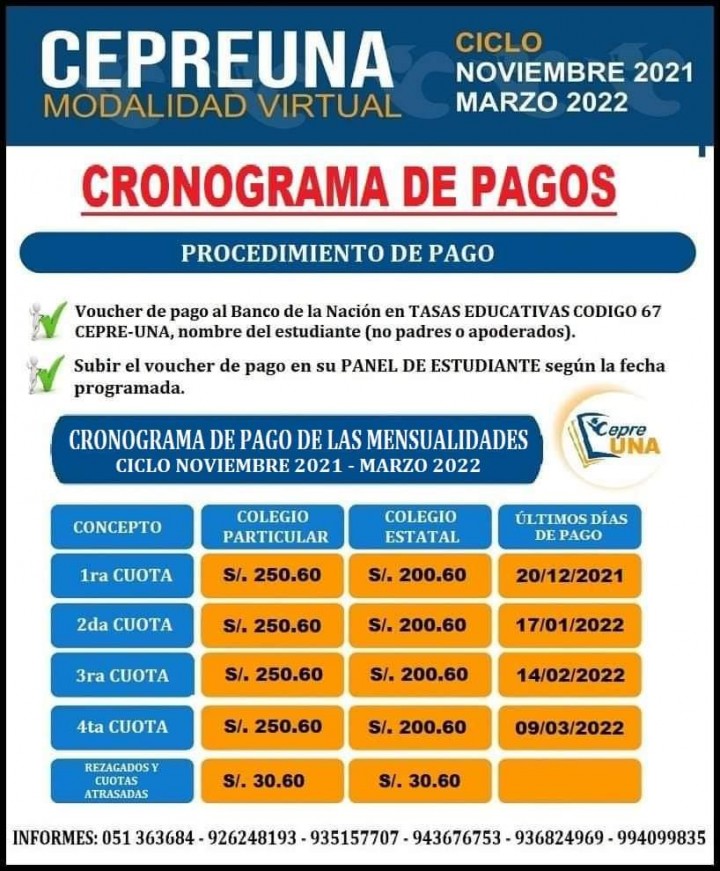 CEPREUNA
MODALIDAD VIRTUAL
CICLO
NOVIEMBRE 2021
MARZO 2022
CRONOGRAMA DE PAGOS
PROCEDIMIENTO DE PAGO
Voucher de pago al Banco de la Nación en TASAS EDUCATIVAS CODIGO 67
CEPRE-UNA, nombre del estudiante (no padres o apoderados).
Subir el voucher de pago en su PANEL DE ESTUDIANTE según la fecha
programada.
CRONOGRAMA DE PAGO DE LAS MENSUALIDADES
CICLO NOVIEMBRE 2021 - MARZO 2022
Cepre
UNA
CONCEPTO
COLEGIO
PARTICULAR
COLEGIO
ESTATAL
ÚLTIMOS DÍAS
DE PAGO
1ra CUOTA S/. 250.60 S/. 200.60 20/12/2021
2da CUOTA S/. 250.60 S/. 200.60 17/01/2022
3ra CUOTA S/. 250.60 S/. 200.60 14/02/2022
4ta CUOTA S/. 250.60 S/. 200.60 09/03/2022
REZAGADOS Y
CUOTAS
ATRASADAS
S/. 30.60 S/. 30.60
INFORMES: 051 363684 - 926248193 - 935157707 - 943676753 - 936824969 - 994099835